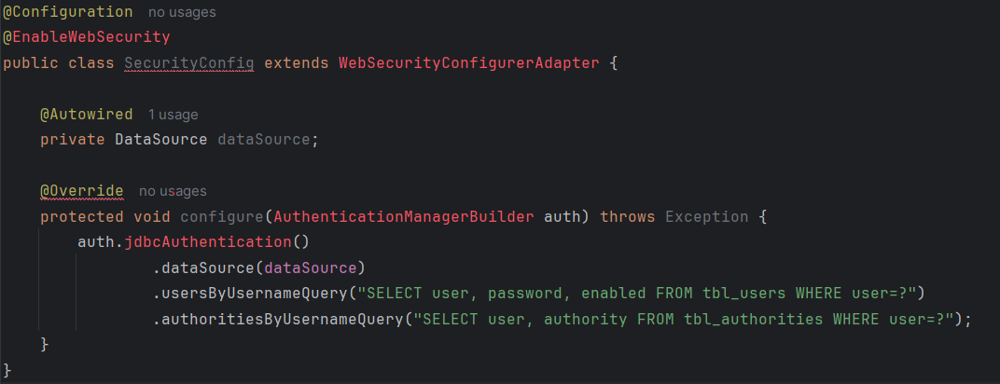 @Configuration no usages
@EnableWebSecurity
public class SecurityConfig extends WebSecurityConfigurerAdapter {
@Autowired 1 usage
private DataSource dataSource;
@Override no usages
protected void configure(AuthenticationManagerBuilder auth) throws Exception {
auth.jdbcAuthentication()
.dataSource(dataSource)
.usersByUsernameQuery("SELECT user, password, enabled FROM tbl_users WHERE user=?")
.authoritiesByUsernameQuery("SELECT user, authority FROM tbl_authorities WHERE user=?");
}
}